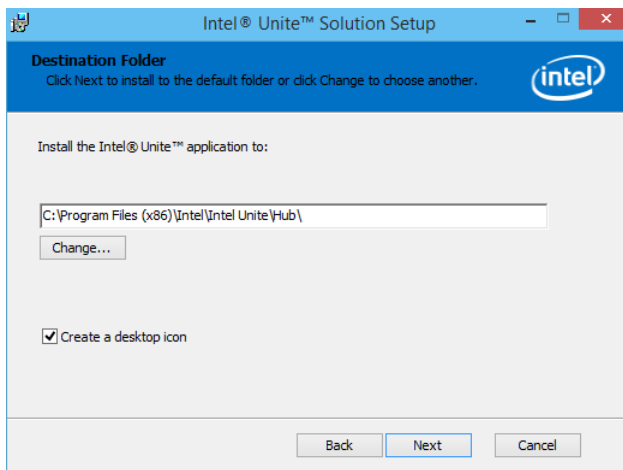 Intel® Unite™ Solution Setup
Destination Folder
Click Next to install to the default folder or click Change to choose another.
intel
Install the Intel® Unite™ application to:
C:\Program Files (x86)\Intel\Intel Unite\Hub\
Change...
Create a desktop icon
Back Next Cancel